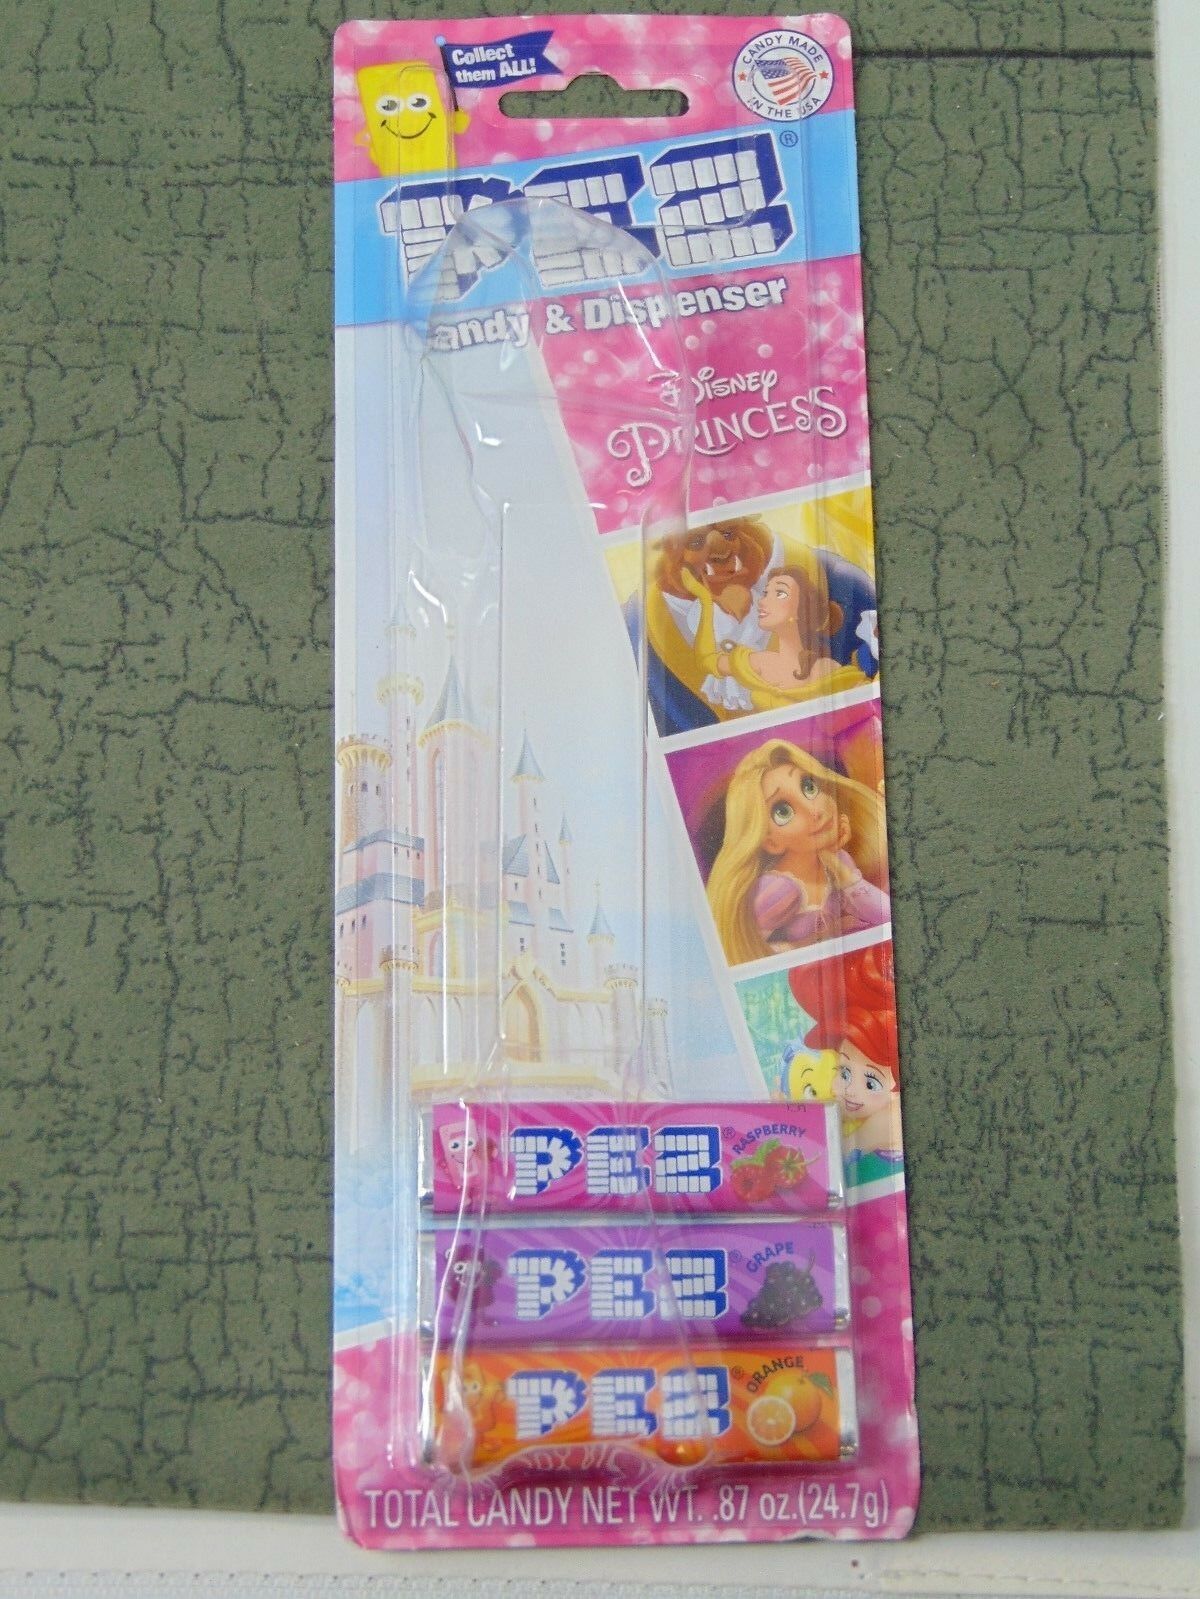 Collect
them ALL!
CANDY MADE
IN THE USA
PEZ®
Candy & Dispenser
Disney
PRINCESS
PEZ® RASPBERRY
PEZ® GRAPE
PEZ® ORANGE
TOTAL CANDY NET WT. .87 oz.(24.7g)